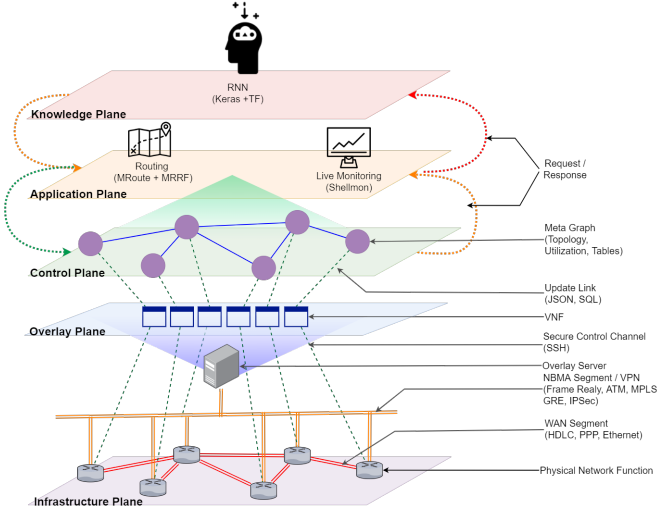 RNN
(Keras +TF)
Knowledge Plane
Routing
(MRoute + MRRF)
Live Monitoring
(Shellmon)
Application Plane
Request /
Response
Meta Graph
(Topology,
Utilization, Tables)
Control Plane
Update Link
(JSON, SQL)
VNF
Overlay Plane
Secure Control Channel
(SSH)
Overlay Server
NBMA Segment / VPN
(Frame Realy, ATM, MPLS
GRE, IPSec)
WAN Segment
(HDLC, PPP, Ethernet)
Physical Network Function
Infrastructure Plane